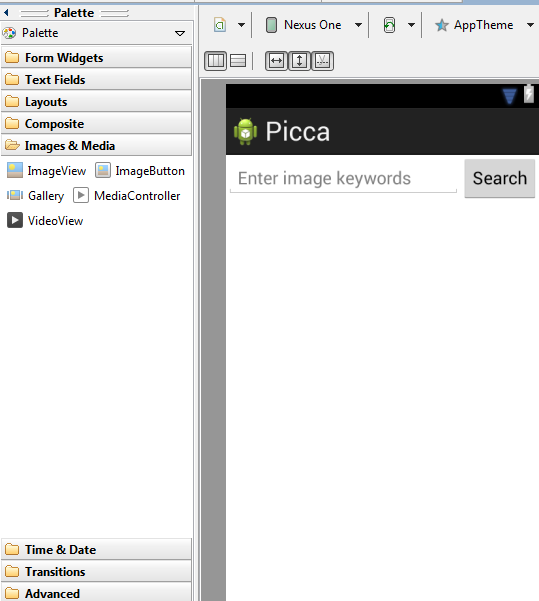 Palette
Palette
Form Widgets
Text Fields
Layouts
Composite
Images & Media
ImageView ImageButton
Gallery MediaController
VideoView
Time & Date
Transitions
Advanced
Nexus One AppTheme
Picca
Enter image keywords Search